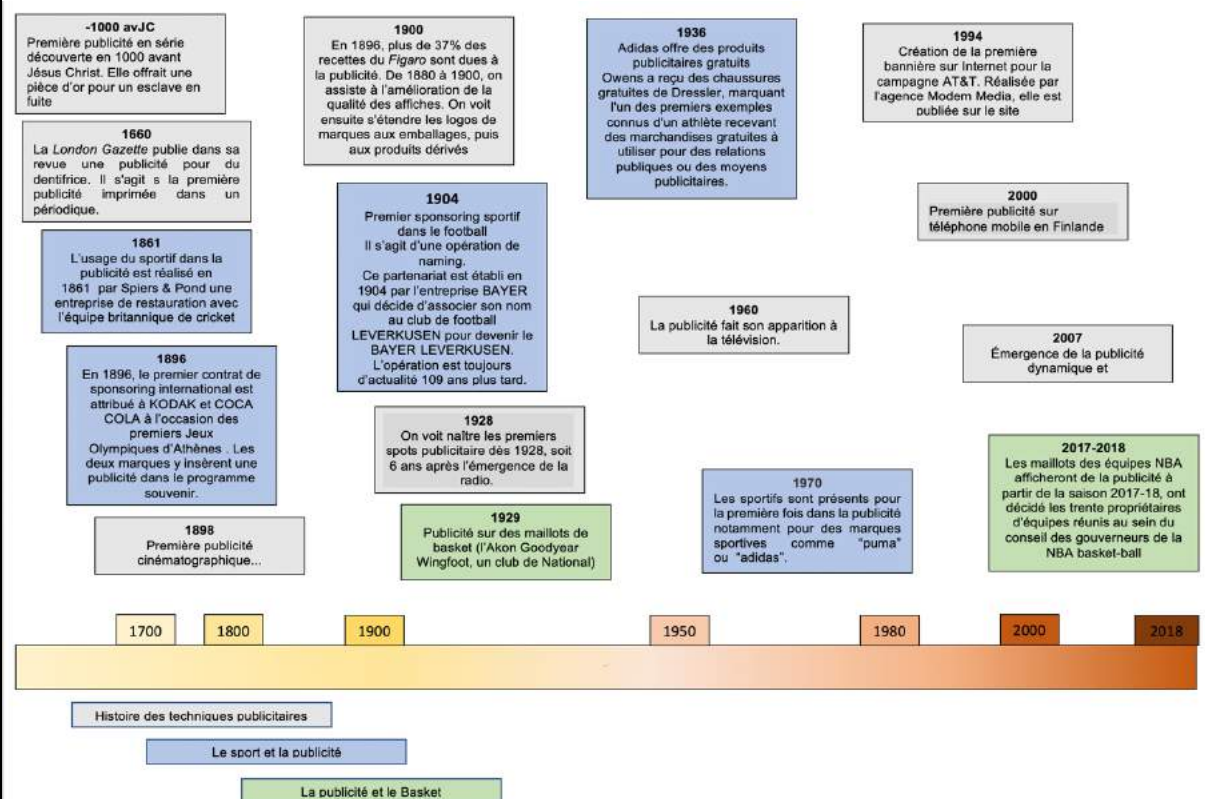 -1000 avJC
Première publicité en série
découverte en 1000 avant
Jésus Christ. Elle offrait une
pièce d'or pour un esclave en
fuite
1660
La London Gazette publie dans sa
revue une publicité pour du
dentifrice. Il s'agit s la première
publicité imprimée dans un
périodique.
1861
L'usage du sportif dans la
publicité est réalisé en
1861 par Spiers & Pond une
entreprise de restauration avec
l'équipe britannique de cricket
1896
En 1896, le premier contrat de
sponsoring international est
attribué à KODAK et COCA
COLA à l'occasion des
premiers Jeux
Olympiques d'Athènes . Les
deux marques y insèrent une
publicité dans le programme
souvenir.
1898
Première publicité
cinématographique...
1900
En 1896, plus de 37% des
recettes du Figaro sont dues à
la publicité. De 1880 à 1900, on
assiste à l'amélioration de la
qualité des affiches. On voit
ensuite s'étendre les logos de
marques aux emballages, puis
aux produits dérivés
1904
Premier sponsoring sportif
dans le football
Il s'agit d'une opération de
naming.
Ce partenariat est établi en
1904 par l'entreprise BAYER
qui décide d'associer son nom
au club de football
LEVERKUSEN pour devenir le
BAYER LEVERKUSEN.
L'opération est toujours
d'actualité 109 ans plus tard.
1928
On voit naître les premiers
spots publicitaire dès 1928, soit
6 ans après l'émergence de la
radio.
1929
Publicité sur des maillots de
basket (l'Akon Goodyear
Wingfoot, un club de National)
1936
Adidas offre des produits
publicitaires gratuits
Owens a reçu des chaussures
gratuites de Dressler, marquant
l'un des premiers exemples
connus d'un athlète recevant
des marchandises gratuites à
utiliser pour des relations
publiques ou des moyens
publicitaires.
1960
La publicité fait son apparition à
la télévision.
1970
Les sportifs sont présents pour
la première fois dans la publicité
notamment pour des marques
sportives comme "puma"
ou "adidas".
1994
Création de la première
bannière sur Internet pour la
campagne AT&T. Réalisée par
l'agence Modem Media, elle est
publiée sur le site
2000
Première publicité sur
téléphone mobile en Finlande
2007
Émergence de la publicité
dynamique et
2017-2018
Les maillots des équipes NBA
afficheront de la publicité à
partir de la saison 2017-18, ont
décidé les trente propriétaires
d'équipes réunis au sein du
conseil des gouverneurs de la
NBA basket-ball
1700
1800
1900
1950
1980
2000
2018
Histoire des techniques publicitaires
Le sport et la publicité
La publicité et le Basket